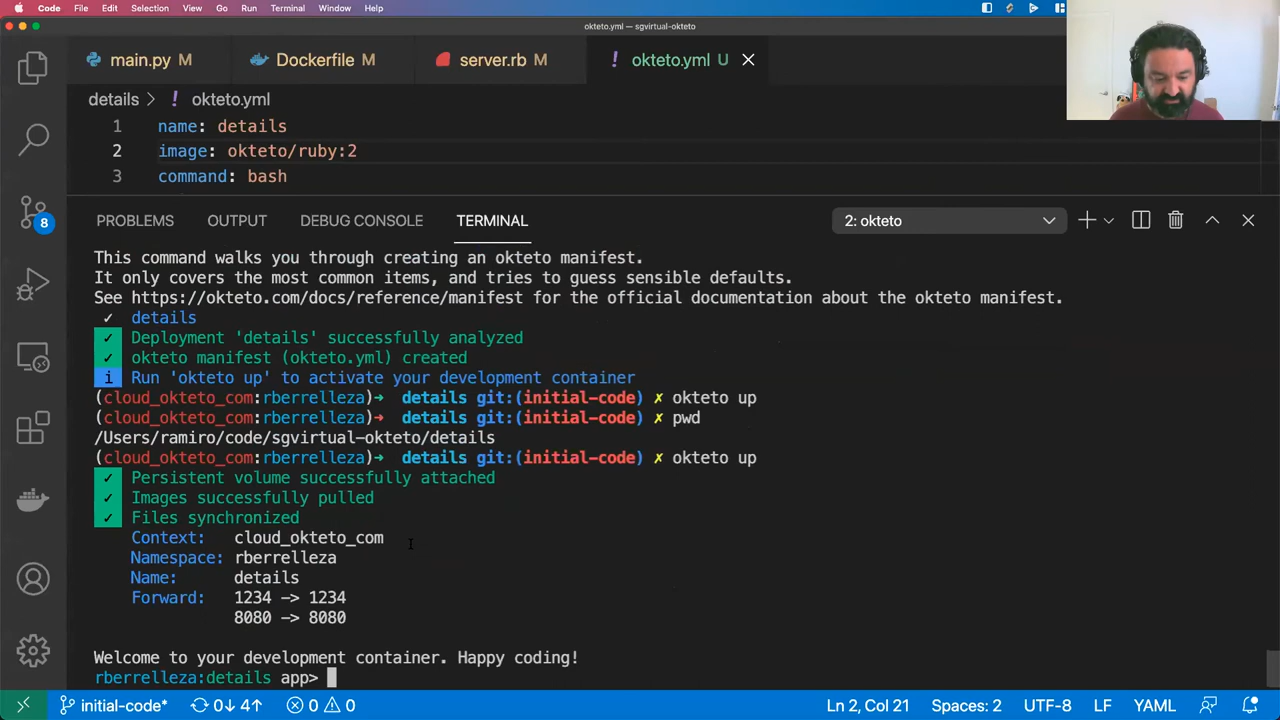 Code File Edit Selection View Go Run Terminal Window Help
okteto.yml — sgvirtual-okteto
main.py M Dockerfile M server.rb M ! okteto.yml U
details > ! okteto.yml
1 name: details
2 image: okteto/ruby:2
3 command: bash
PROBLEMS OUTPUT DEBUG CONSOLE TERMINAL 2: okteto
8
This command walks you through creating an okteto manifest.
It only covers the most common items, and tries to guess sensible defaults.
See https://okteto.com/docs/reference/manifest for the official documentation about the okteto manifest.
✓ details
✓ Deployment 'details' successfully analyzed
✓ okteto manifest (okteto.yml) created
i Run 'okteto up' to activate your development container
(cloud_okteto_com:rberrelleza)➜ details git:(initial-code) ✗ okteto up
(cloud_okteto_com:rberrelleza)➜ details git:(initial-code) ✗ pwd
/Users/ramiro/code/sgvirtual-okteto/details
(cloud_okteto_com:rberrelleza)➜ details git:(initial-code) ✗ okteto up
✓ Persistent volume successfully attached
✓ Images successfully pulled
✓ Files synchronized
Context: cloud_okteto_com
Namespace: rberrelleza
Name: details
Forward: 1234 -> 1234
8080 -> 8080
Welcome to your development container. Happy coding!
rberrelleza:details app>
initial-code* 0↓ 4↑ 0 0 Ln 2, Col 21 Spaces: 2 UTF-8 LF YAML